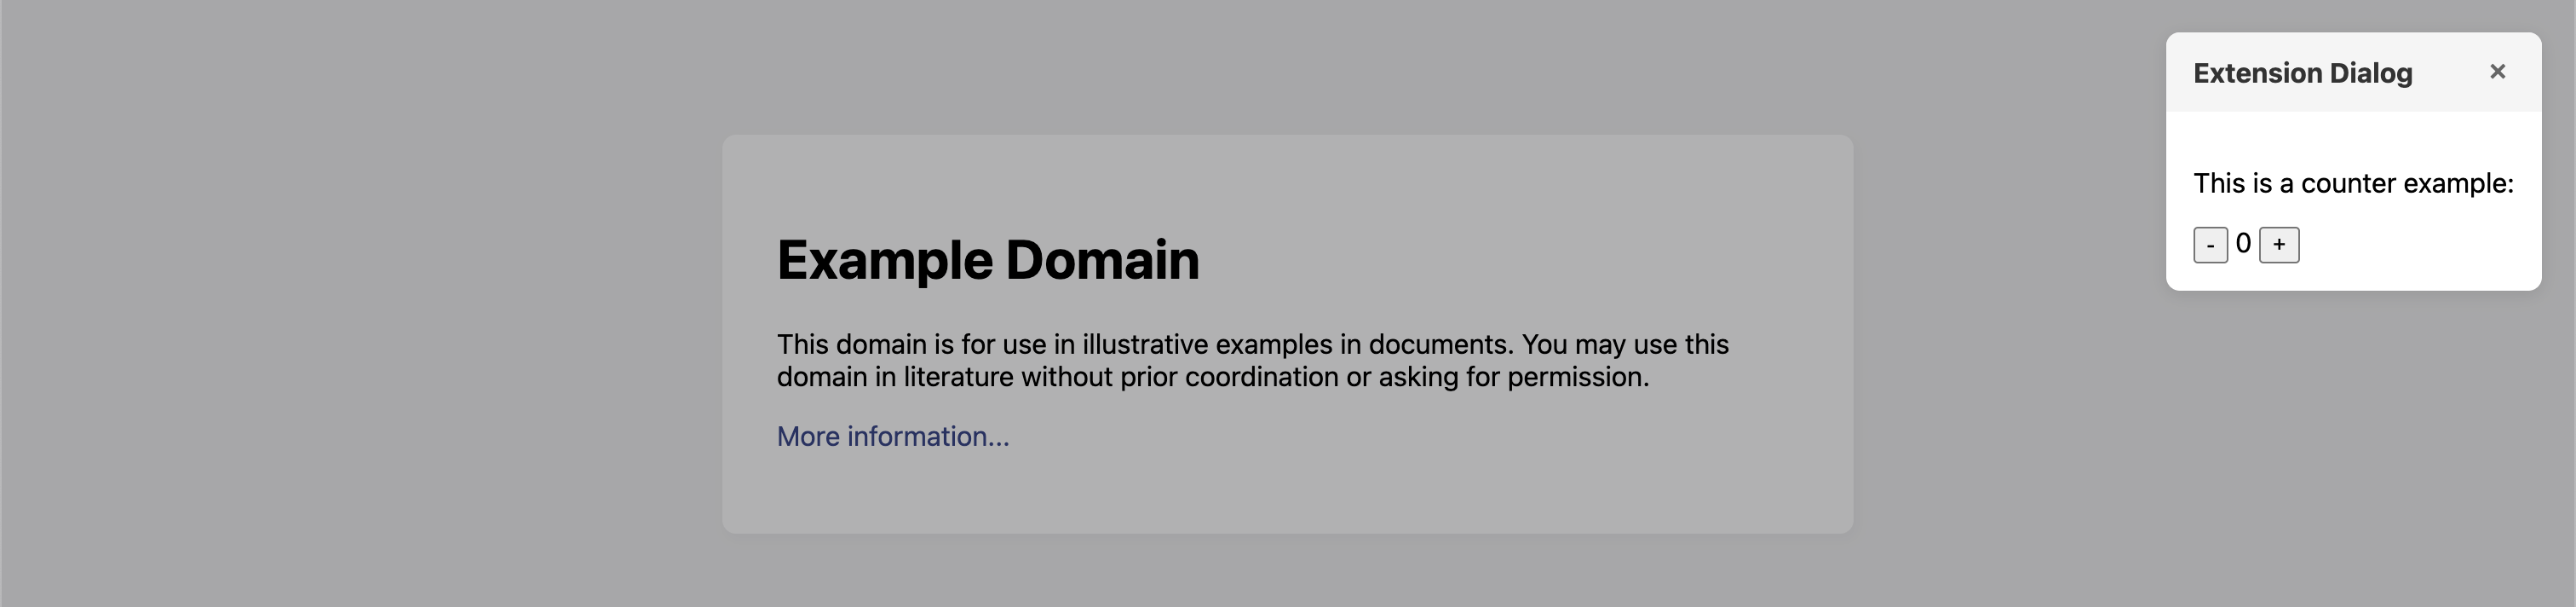 Extension Dialog ×
This is a counter example:
- 0 +
Example Domain
This domain is for use in illustrative examples in documents. You may use this
domain in literature without prior coordination or asking for permission.
More information...